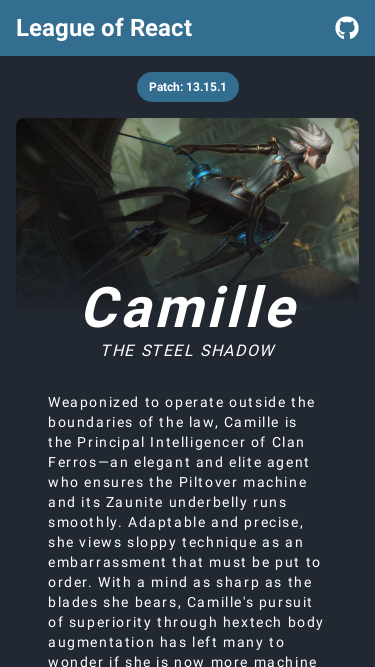 League of React
Patch: 13.15.1
Camille
THE STEEL SHADOW
Weaponized to operate outside the
boundaries of the law, Camille is
the Principal Intelligencer of Clan
Ferros—an elegant and elite agent
who ensures the Piltover machine
and its Zaunite underbelly runs
smoothly. Adaptable and precise,
she views sloppy technique as an
embarrassment that must be put to
order. With a mind as sharp as the
blades she bears, Camille's pursuit
of superiority through hextech body
augmentation has left many to
wonder if she is now more machine